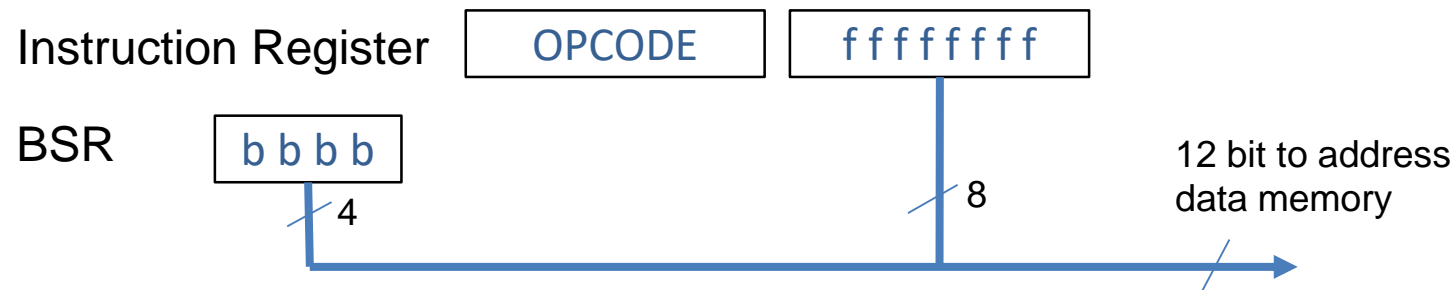 Instruction Register OPCODE f f f f f f f f
BSR b b b b
4
8
12 bit to address
data memory